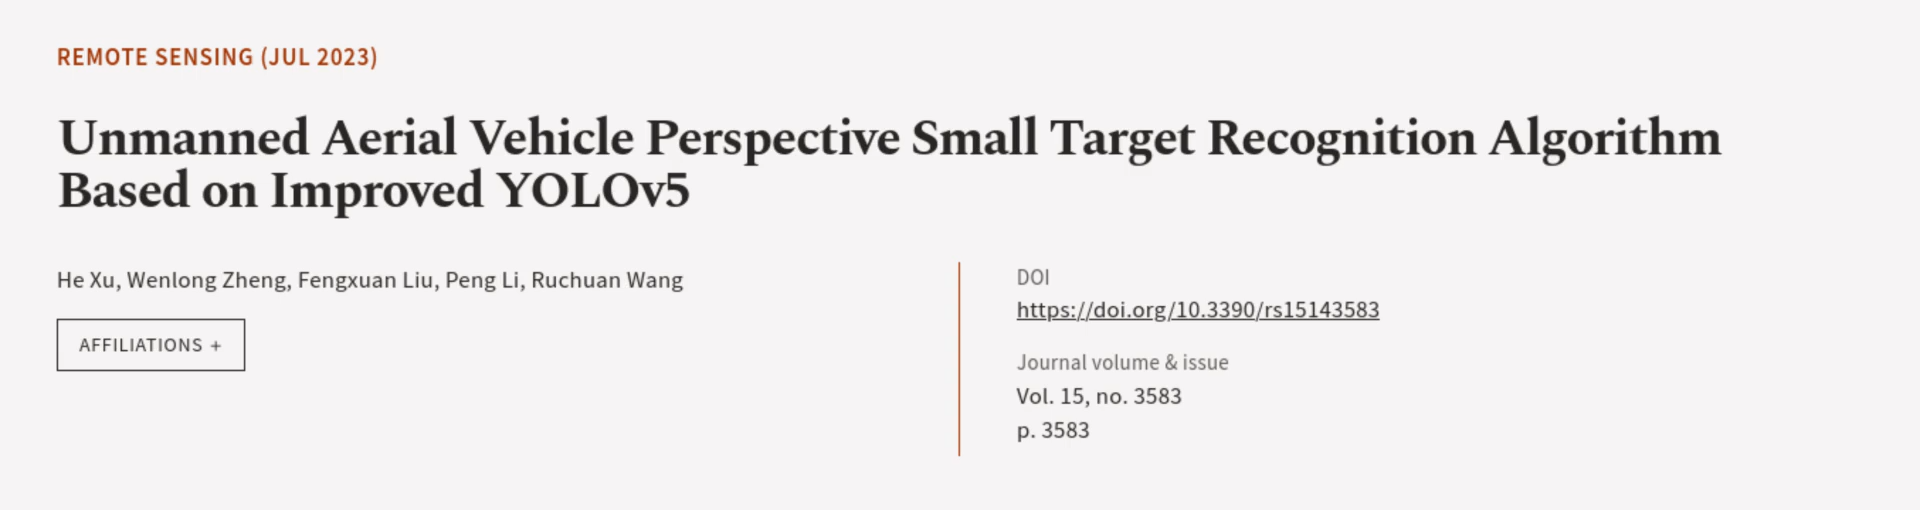 REMOTE SENSING (JUL 2023)
Unmanned Aerial Vehicle Perspective Small Target Recognition Algorithm
Based on Improved YOLOv5
He Xu, Wenlong Zheng, Fengxuan Liu, Peng Li, Ruchuan Wang
AFFILIATIONS +
DOI
https://doi.org/10.3390/rs15143583
Journal volume & issue
Vol. 15, no. 3583
p. 3583